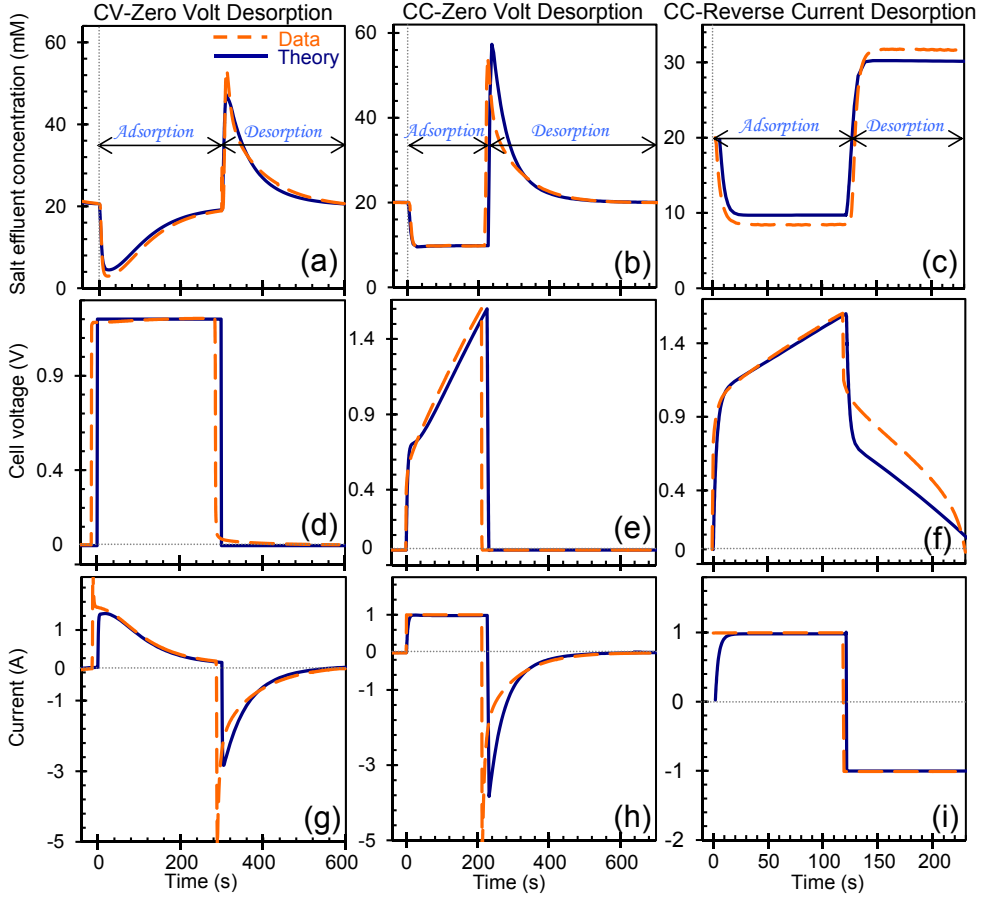 CV-Zero Volt Desorption
CC-Zero Volt Desorption
CC-Reverse Current Desorption
Salt effluent concentration (mM)
60
40
20
0
Data
Theory
Adsorption
Desorption
(a)
60
40
20
0
Adsorption
Desorption
(b)
30
20
10
0
Adsorption
Desorption
(c)
Cell voltage (V)
0.9
0.4
0
(d)
1.4
0.9
0.4
0
(e)
1.4
0.9
0.4
0
(f)
Current (A)
1
0
-1
-3
-5
0
200
400
600
Time (s)
(g)
1
0
-1
-3
-5
0
200
400
600
Time (s)
(h)
1
0
-1
-2
0
50
100
150
200
Time (s)
(i)